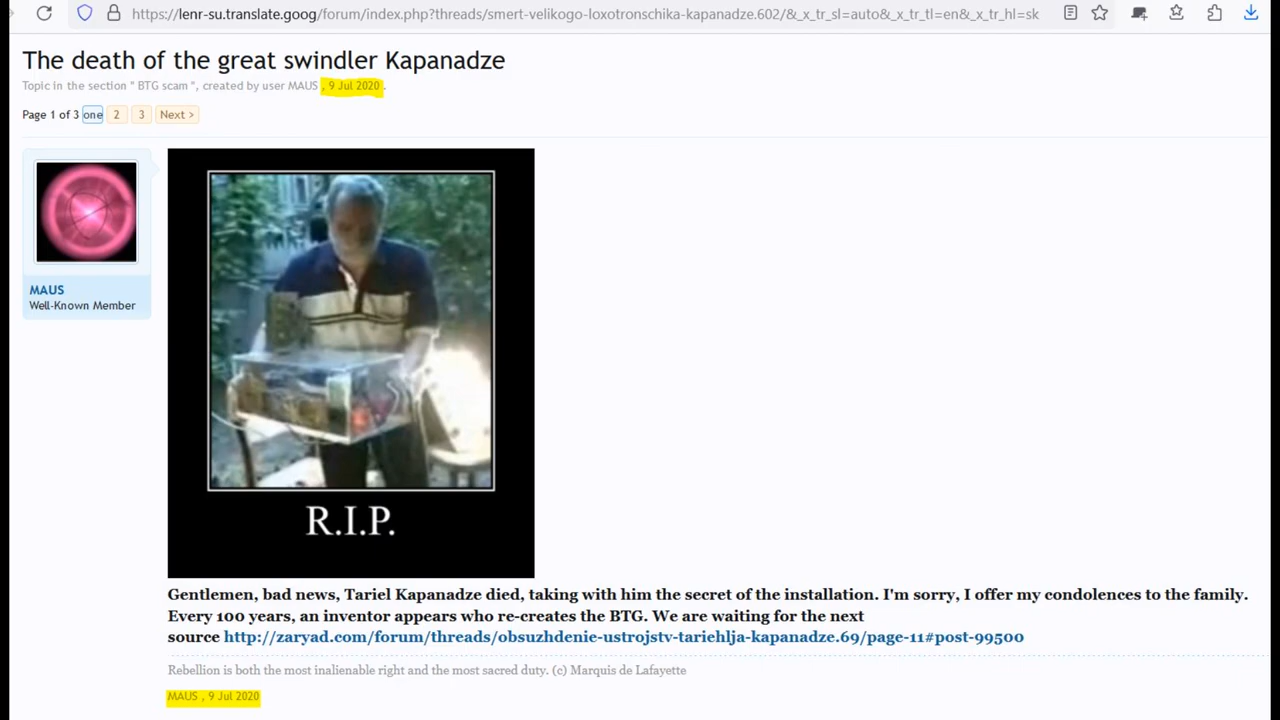 https://lenr-su.translate.goog/forum/index.php?threads/smert-velikogo-loxotronschika-kapanadze.602/&_x_tr_sl=auto&_x_tr_tl=en&_x_tr_hl=sk
The death of the great swindler Kapanadze
Topic in the section " BTG scam ", created by user MAUS , 9 Jul 2020 .
Page 1 of 3 one 2 3 Next >
MAUS
Well-Known Member
R.I.P.
Gentlemen, bad news, Tariel Kapanadze died, taking with him the secret of the installation. I'm sorry, I offer my condolences to the family.
Every 100 years, an inventor appears who re-creates the BTG. We are waiting for the next
source http://zaryad.com/forum/threads/obsuzhdenie-ustrojstv-tariehlja-kapanadze.69/page-11#post-99500
Rebellion is both the most inalienable right and the most sacred duty. (c) Marquis de Lafayette
MAUS , 9 Jul 2020